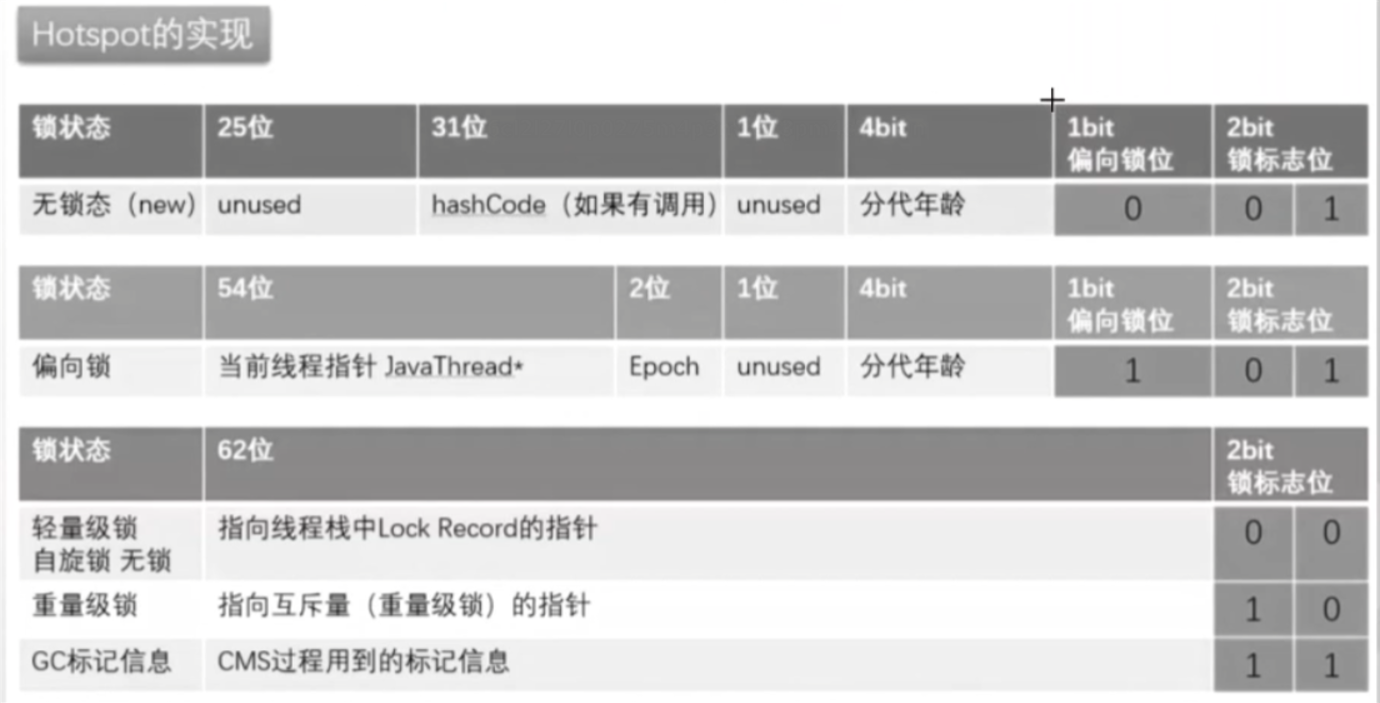 Hotspot的实现
锁状态 25位 31位 1位 4bit 1bit 2bit
偏向锁位 锁标志位
无锁态（new） unused hashCode（如果有调用） unused 分代年龄 0 0 1
锁状态 54位 2位 1位 4bit 1bit 2bit
偏向锁位 锁标志位
偏向锁 当前线程指针 JavaThread* Epoch unused 分代年龄 1 0 1
锁状态 62位 2bit
锁标志位
轻量级锁 指向线程栈中Lock Record的指针 0 0
自旋锁 无锁
重量级锁 指向互斥量（重量级锁）的指针 1 0
GC标记信息 CMS过程用到的标记信息 1 1